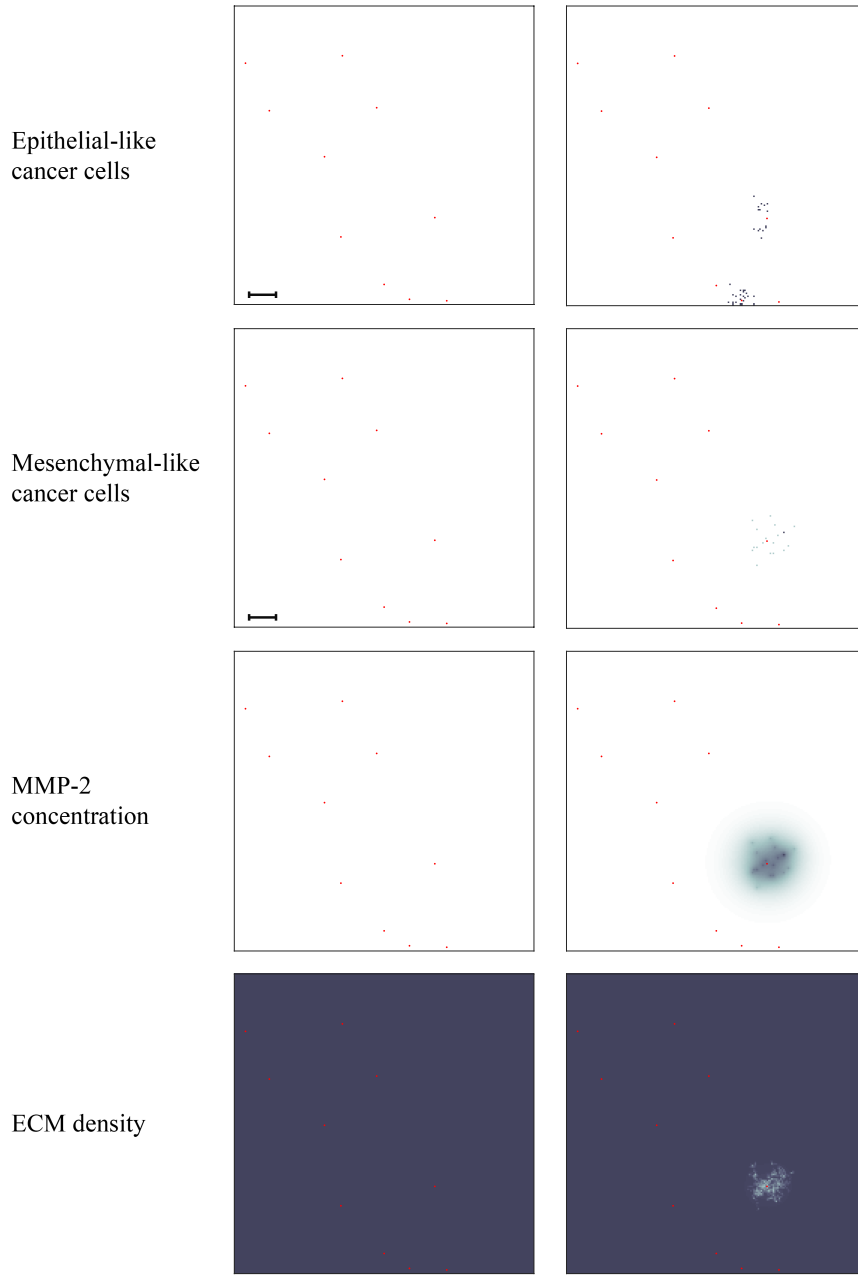 Epithelial-like
cancer cells
Mesenchymal-like
cancer cells
MMP-2
concentration
ECM density